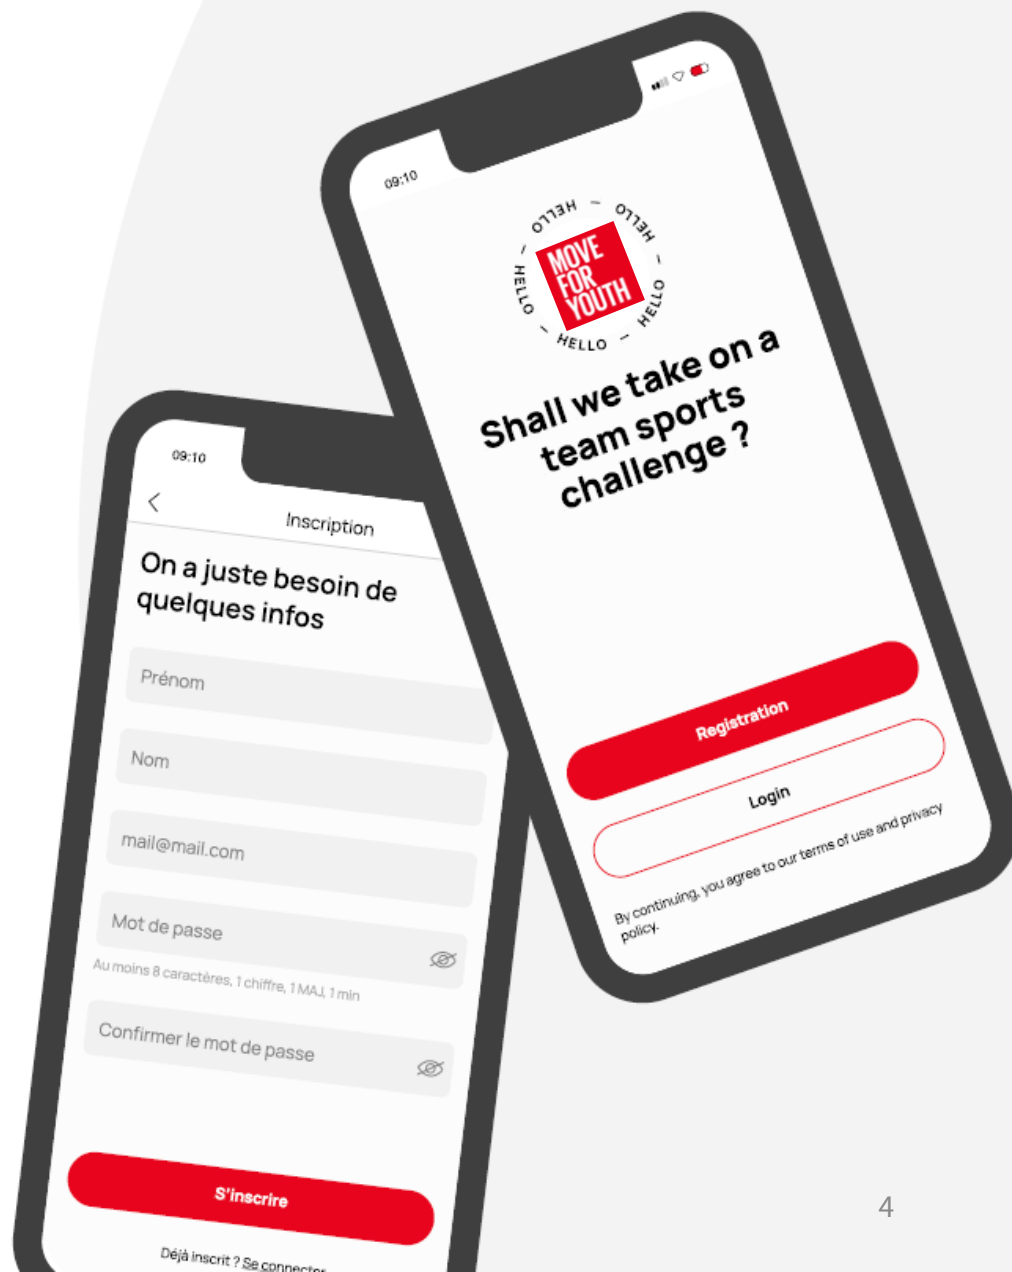 09:10
HELLO — HELLO — HELLO — HELLO — HELLO —
MOVE
FOR
YOUTH
Shall we take on a
team sports
challenge ?
Registration
Login
By continuing, you agree to our terms of use and privacy
policy.
09:10
Inscription
On a juste besoin de
quelques infos
Prénom
Nom
mail@mail.com
Mot de passe
Au moins 8 caractères, 1 chiffre, 1 MAJ, 1 min
Confirmer le mot de passe
S'inscrire
Déjà inscrit ? Se connecter
4